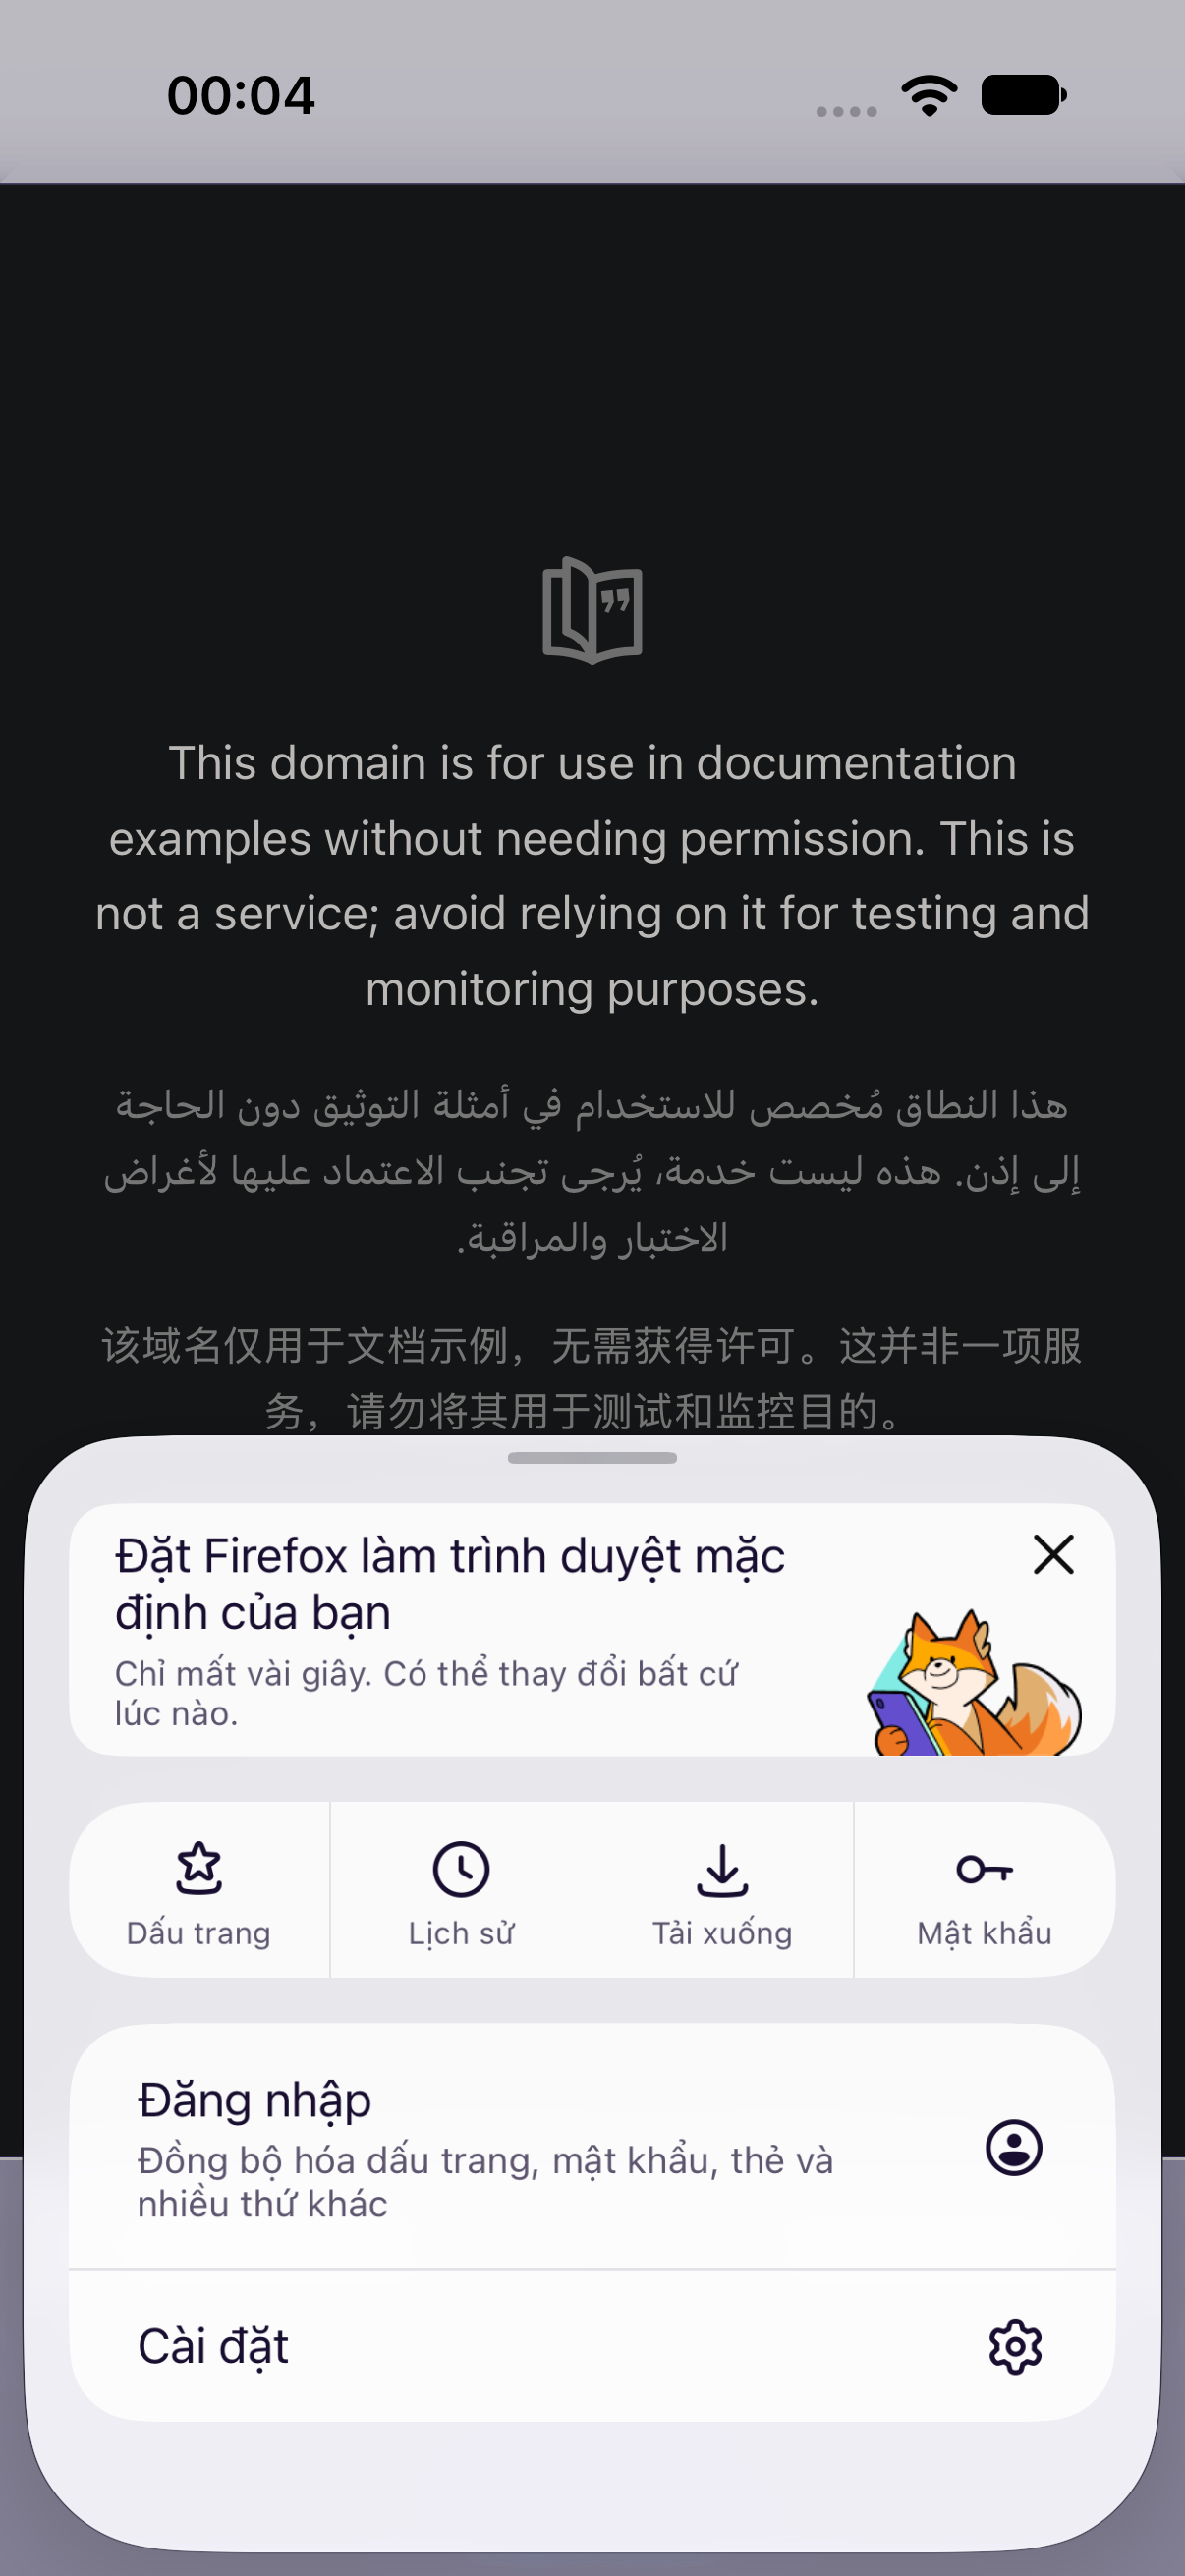 00:04
This domain is for use in documentation
examples without needing permission. This is
not a service; avoid relying on it for testing and
monitoring purposes.
هذا النطاق مُخصص للاستخدام في أمثلة التوثيق دون الحاجة
إلى إذن. هذه ليست خدمة، يُرجى تجنب الاعتماد عليها لأغراض
الاختبار والمراقبة.
该域名仅用于文档示例，无需获得许可。这并非一项服
务，请勿将其用于测试和监控目的。
Đặt Firefox làm trình duyệt mặc
định của bạn
Chỉ mất vài giây. Có thể thay đổi bất cứ
lúc nào.
Dấu trang
Lịch sử
Tải xuống
Mật khẩu
Đăng nhập
Đồng bộ hóa dấu trang, mật khẩu, thẻ và
nhiều thứ khác
Cài đặt